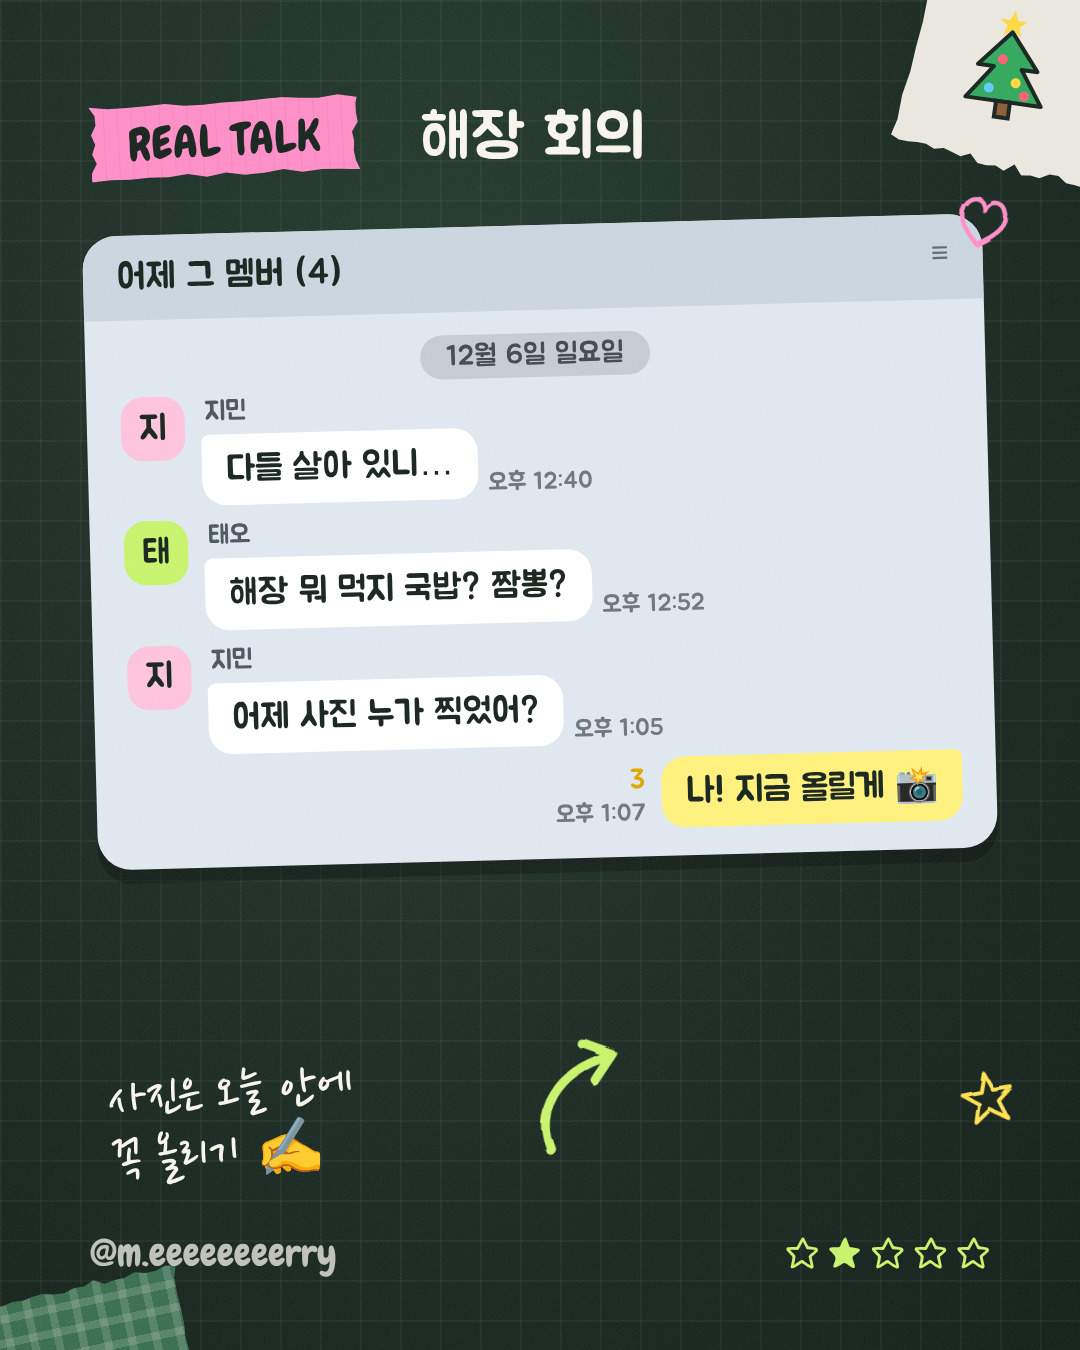 REAL TALK
해장 회의
어제 그 멤버 (4)
12월 6일 일요일
지
지민
다들 살아 있니...
오후 12:40
태
태오
해장 뭐 먹지 국밥? 짬뽕?
오후 12:52
지
지민
어제 사진 누가 찍었어?
오후 1:05
3
오후 1:07
나! 지금 올릴게 📸
사진은 오늘 안에
꼭 올리기 ✍️
@m.eeeeeeeerry